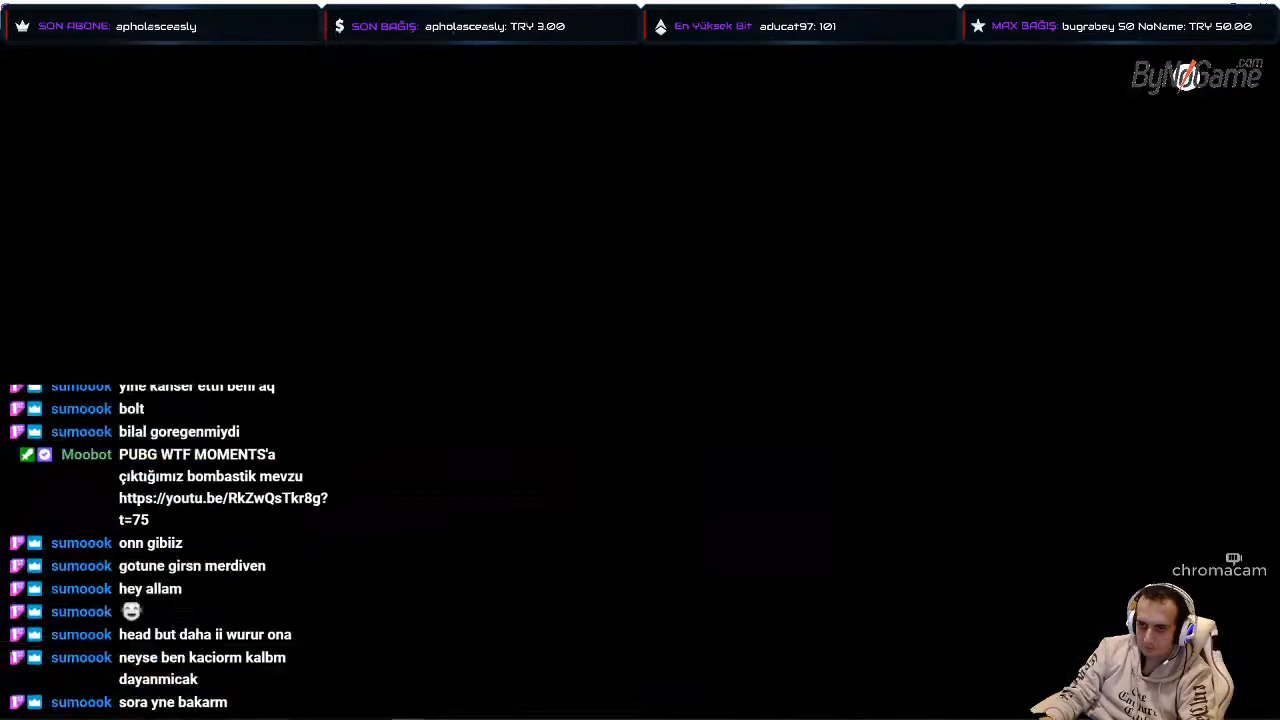 SON ABONE: apholasceasly
SON BAĞIŞ: apholasceasly: TRY 3.00
En Yüksek Bit aducat97: 101
MAX BAĞIŞ: bugrabey 50 NoName: TRY 50.00
ByNoGame.com
sumoook yine kanser ettn beni aq
sumoook bolt
sumoook bilal goregenmiydi
Moobot PUBG WTF MOMENTS'a
çıktığımız bombastik mevzu
https://youtu.be/RkZwQsTkr8g?
t=75
sumoook onn gibiiz
sumoook gotune girsn merdiven
sumoook hey allam
sumoook
sumoook head but daha ii wurur ona
sumoook neyse ben kaciorm kalbm
dayanmicak
sumoook sora yne bakarm
chromacam